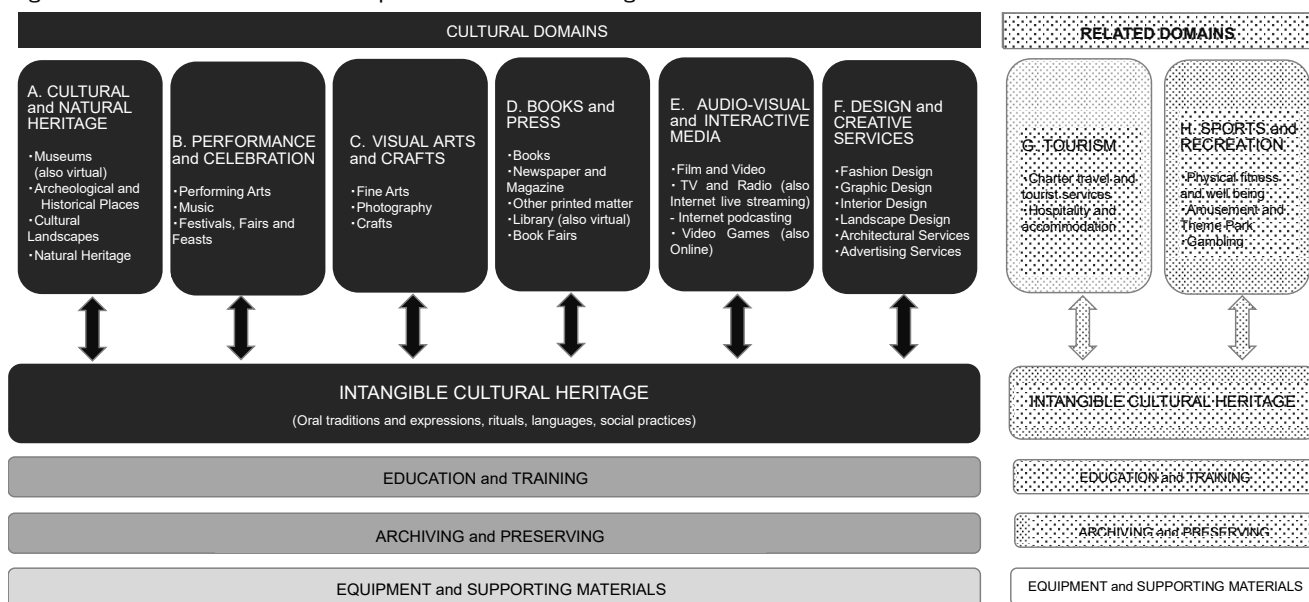 CULTURAL DOMAINS
A. CULTURAL
and NATURAL
HERITAGE
·Museums
(also virtual)
·Archeological and
Historical Places
·Cultural
Landscapes
·Natural Heritage
B. PERFORMANCE
and CELEBRATION
·Performing Arts
·Music
·Festivals, Fairs and
Feasts
C. VISUAL ARTS
and CRAFTS
·Fine Arts
·Photography
·Crafts
D. BOOKS and
PRESS
·Books
·Newspaper and
Magazine
·Other printed matter
·Library (also virtual)
·Book Fairs
E. AUDIO-VISUAL
and INTERACTIVE
MEDIA
·Film and Video
·TV and Radio (also
Internet live streaming)
- Internet podcasting
·Video Games (also
Online)
F. DESIGN and
CREATIVE
SERVICES
·Fashion Design
·Graphic Design
·Interior Design
·Landscape Design
·Architectural Services
·Advertising Services
INTANGIBLE CULTURAL HERITAGE
(Oral traditions and expressions, rituals, languages, social practices)
EDUCATION and TRAINING
ARCHIVING and PRESERVING
EQUIPMENT and SUPPORTING MATERIALS
RELATED DOMAINS
G. TOURISM
·Charter travel and
tourist services
·Hospitality and
accommodation
H. SPORTS and
RECREATION
·Physical fitness
and well being
·Amusement and
Theme Park
·Gambling
INTANGIBLE CULTURAL HERITAGE
EDUCATION and TRAINING
ARCHIVING and PRESERVING
EQUIPMENT and SUPPORTING MATERIALS